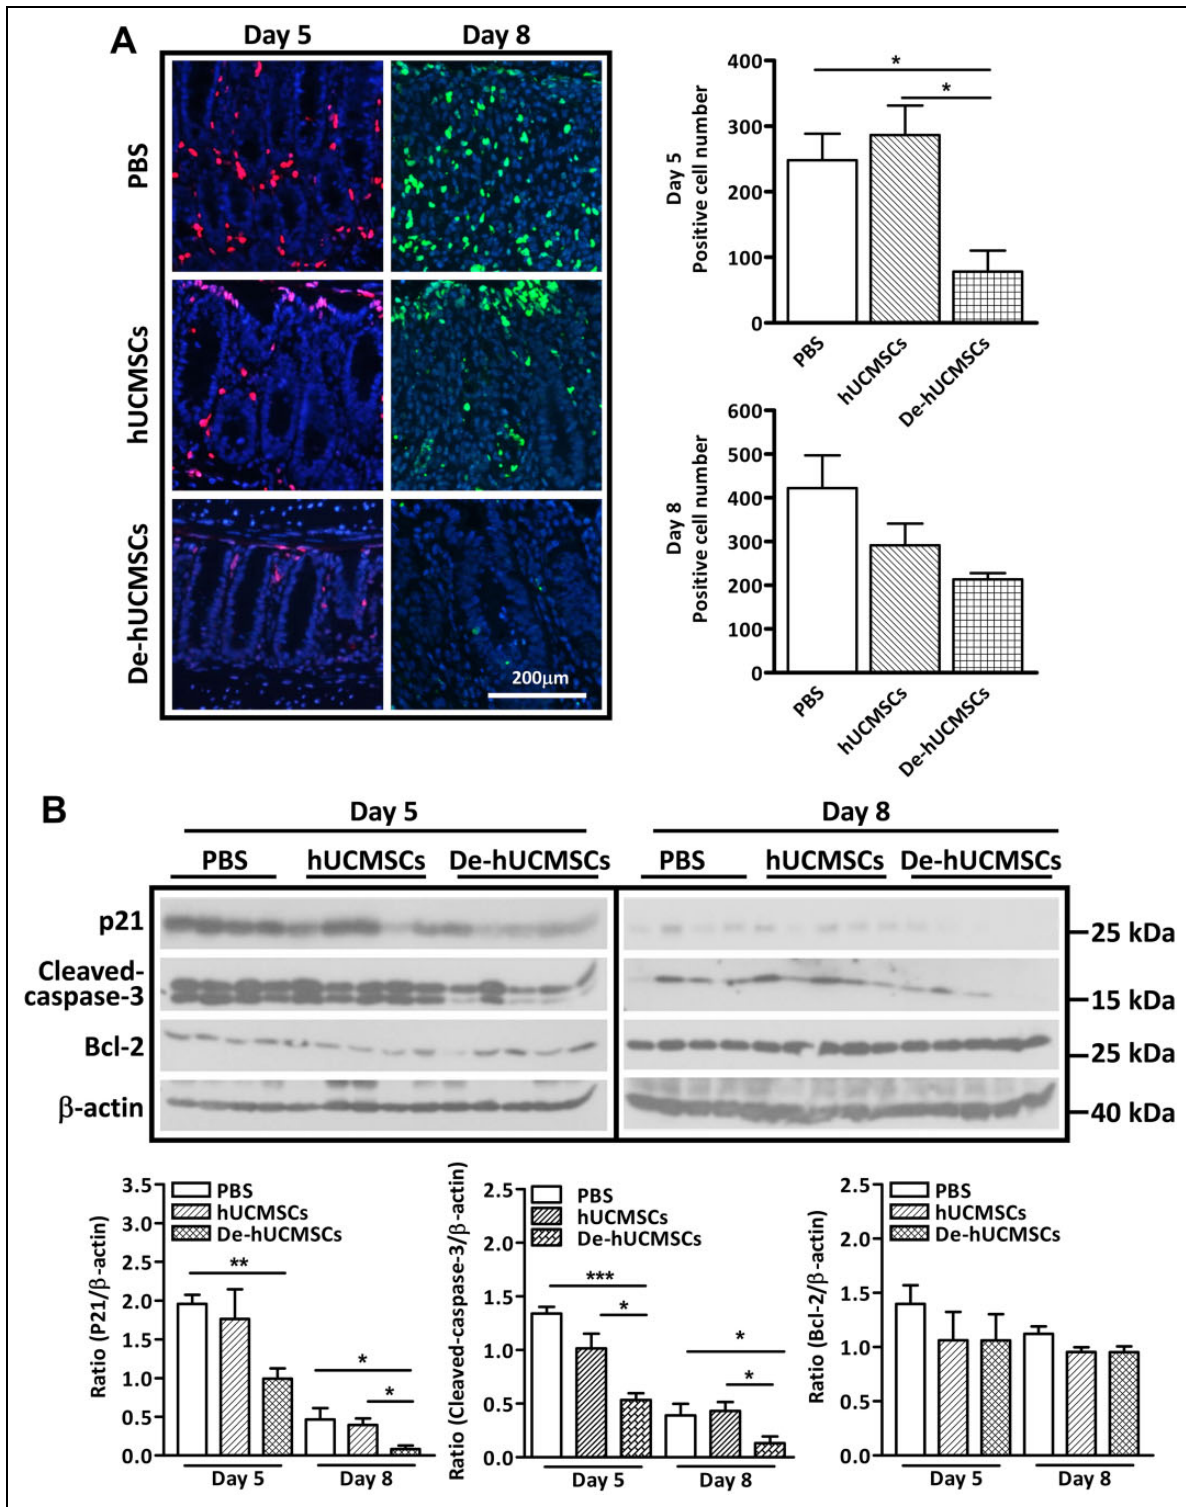 A
Day 5
Day 8
PBS
hUCMSCs
De-hUCMSCs
200μm
Day 5
Positive cell number
400
300
200
100
0
*
*
PBS
hUCMSCs
De-hUCMSCs
Day 8
Positive cell number
600
500
400
300
200
100
0
PBS
hUCMSCs
De-hUCMSCs
B
Day 5
Day 8
PBS
hUCMSCs
De-hUCMSCs
PBS
hUCMSCs
De-hUCMSCs
p21
25 kDa
Cleaved-
caspase-3
15 kDa
Bcl-2
25 kDa
β-actin
40 kDa
Ratio (P21/β-actin)
3.5
3.0
2.5
2.0
1.5
1.0
0.5
0.0
PBS
hUCMSCs
De-hUCMSCs
**
*
*
Day 5
Day 8
Ratio (Cleaved-caspase-3/β-actin)
2.5
2.0
1.5
1.0
0.5
0.0
PBS
hUCMSCs
De-hUCMSCs
***
*
*
*
Day 5
Day 8
Ratio (Bcl-2/β-actin)
2.5
2.0
1.5
1.0
0.5
0.0
PBS
hUCMSCs
De-hUCMSCs
Day 5
Day 8